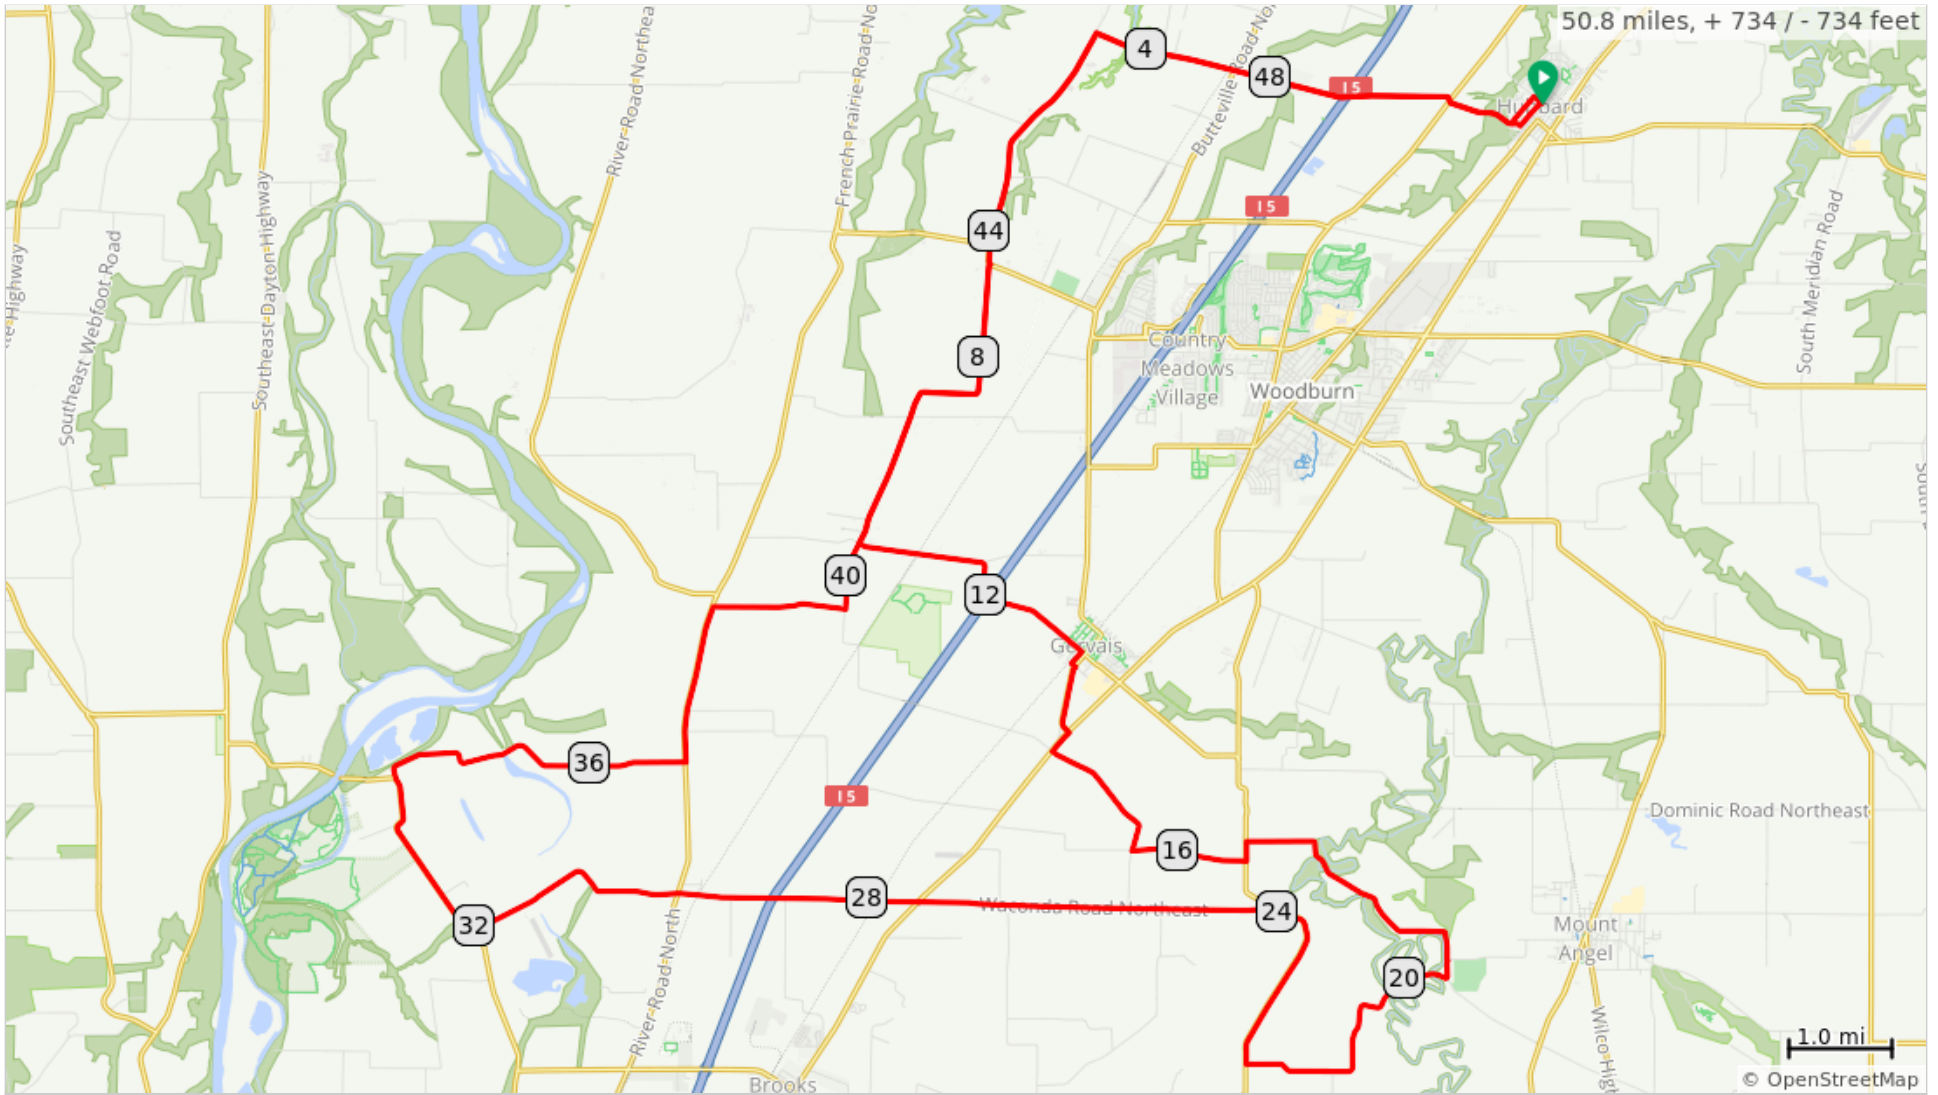 50.8 miles, + 734 / - 734 feet
4
48
I 5
Hubbard
River Road Northea
French Prairie Road No
Butteville Road No
I 5
44
Southeast Webfoot Road
Southeast Dayton Highway
South Meridian Road
te Highway
8
Country
Meadows
Village
Woodburn
40
12
Gervais
36
I 5
Dominic Road Northeast
16
28
Waconda Road Northeast
24
32
Mount
Angel
20
River Road North
Wilco High
1.0 mi
Brooks
© OpenStreetMap